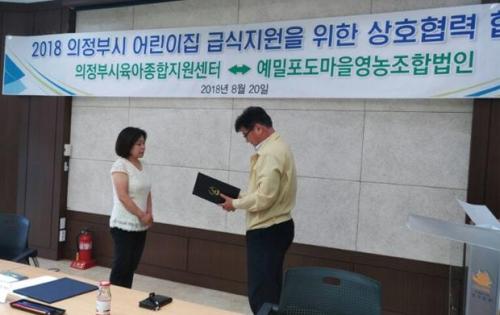 2018 의정부시 어린이집 급식지원을 위한 상호협력
의정부시육아종합지원센터 ↔ 예밀포도마을영농조합법인
2018년 8월 20일